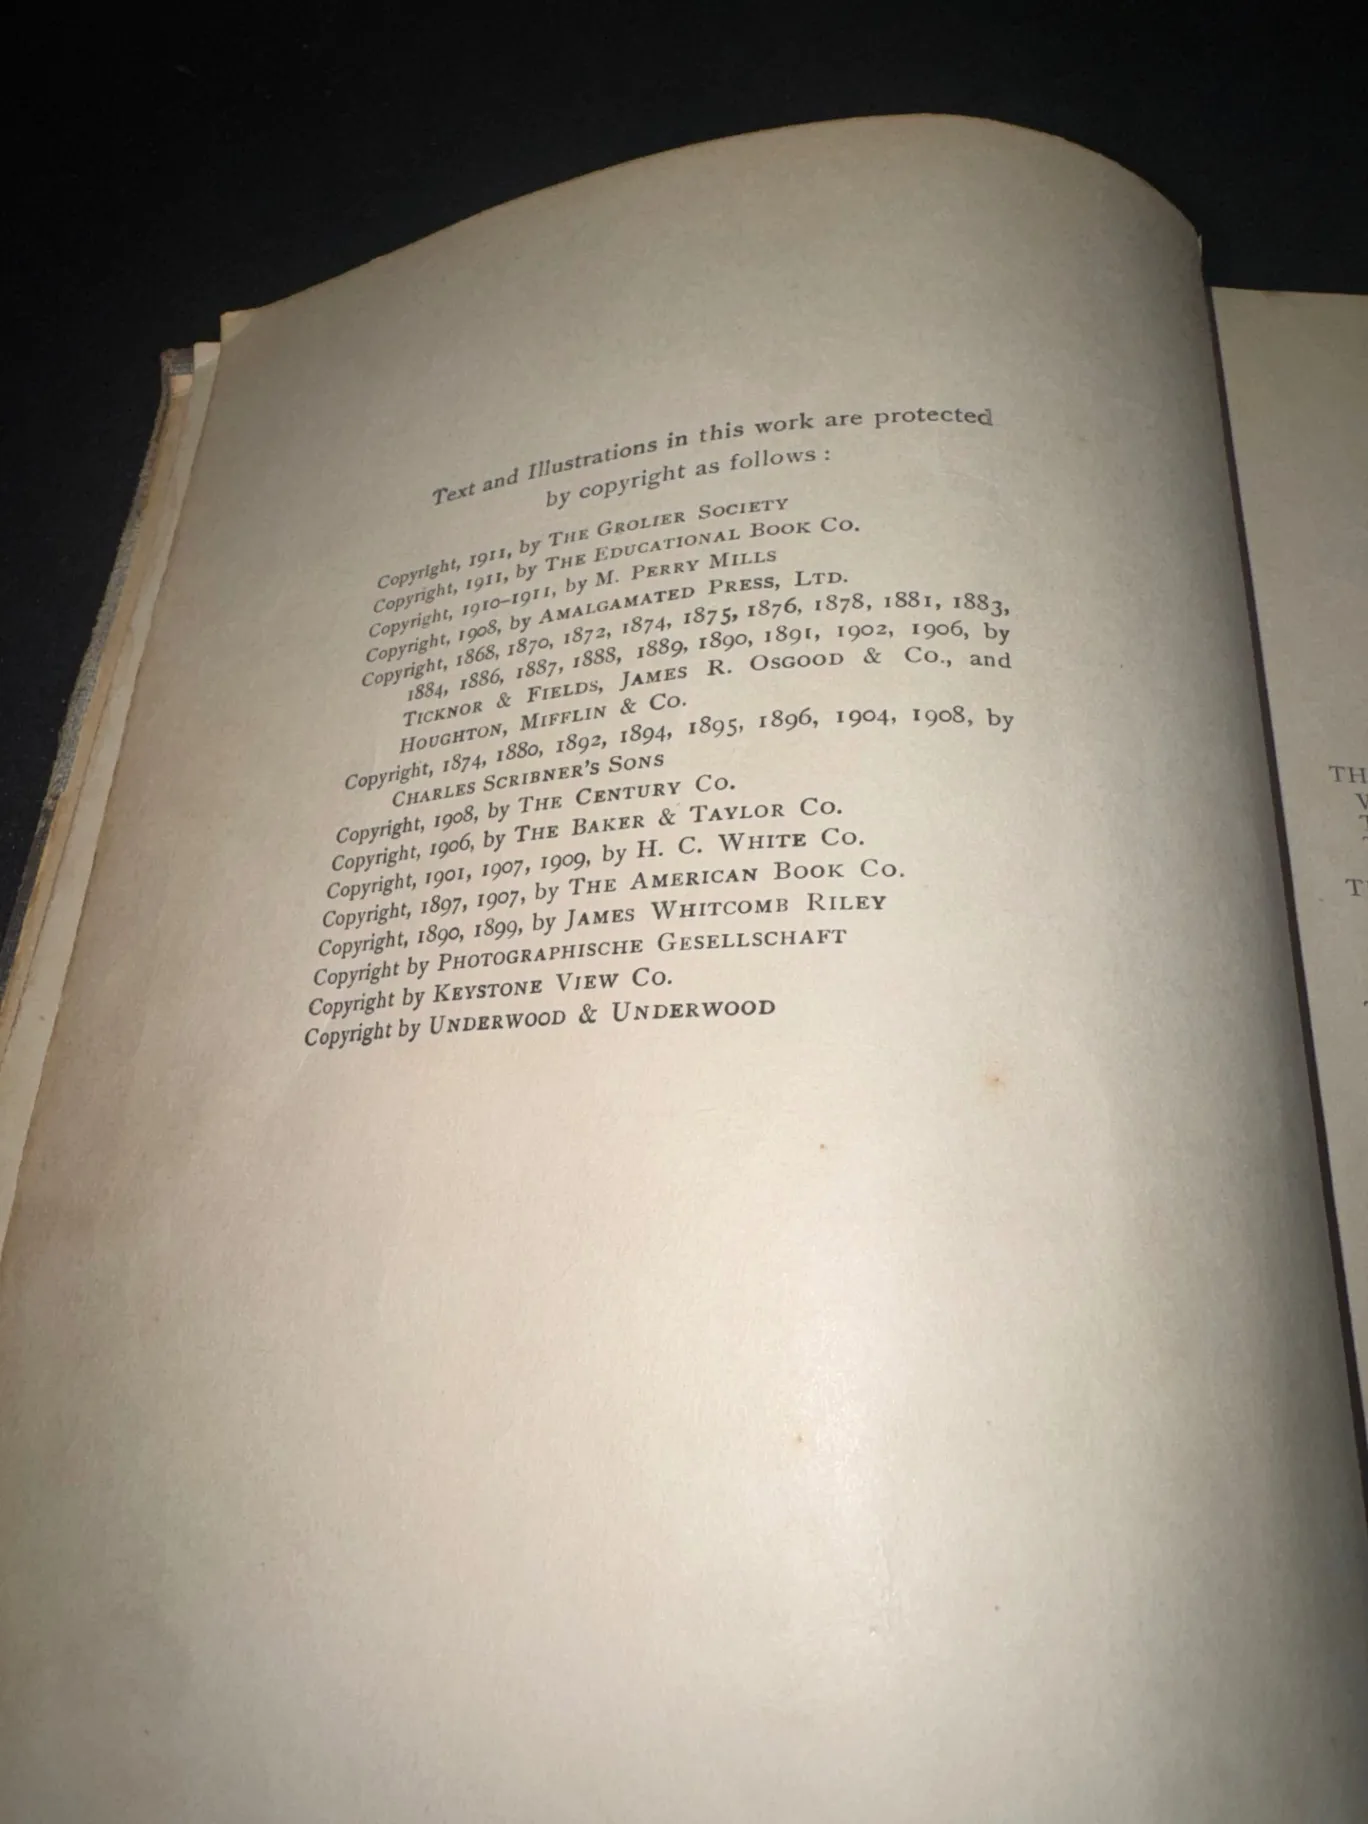 Text and Illustrations in this work are protected
by copyright as follows :
Copyright, 1911, by THE GROLIER SOCIETY
Copyright, 1911, by THE EDUCATIONAL BOOK CO.
Copyright, 1910–1911, by M. PERRY MILLS
Copyright, 1908, by AMALGAMATED PRESS, LTD.
Copyright, 1868, 1870, 1872, 1874, 1875, 1876, 1878, 1881, 1883,
1884, 1886, 1887, 1888, 1889, 1890, 1891, 1902, 1906, by
TICKNOR & FIELDS, JAMES R. OSGOOD & CO., and
HOUGHTON, MIFFLIN & CO.
Copyright, 1874, 1880, 1892, 1894, 1895, 1896, 1904, 1908, by
CHARLES SCRIBNER'S SONS
Copyright, 1908, by THE CENTURY CO.
Copyright, 1906, by THE BAKER & TAYLOR CO.
Copyright, 1901, 1907, 1909, by H. C. WHITE CO.
Copyright, 1897, 1907, by THE AMERICAN BOOK CO.
Copyright, 1890, 1899, by JAMES WHITCOMB RILEY
Copyright by PHOTOGRAPHISCHE GESELLSCHAFT
Copyright by KEYSTONE VIEW CO.
Copyright by UNDERWOOD & UNDERWOOD